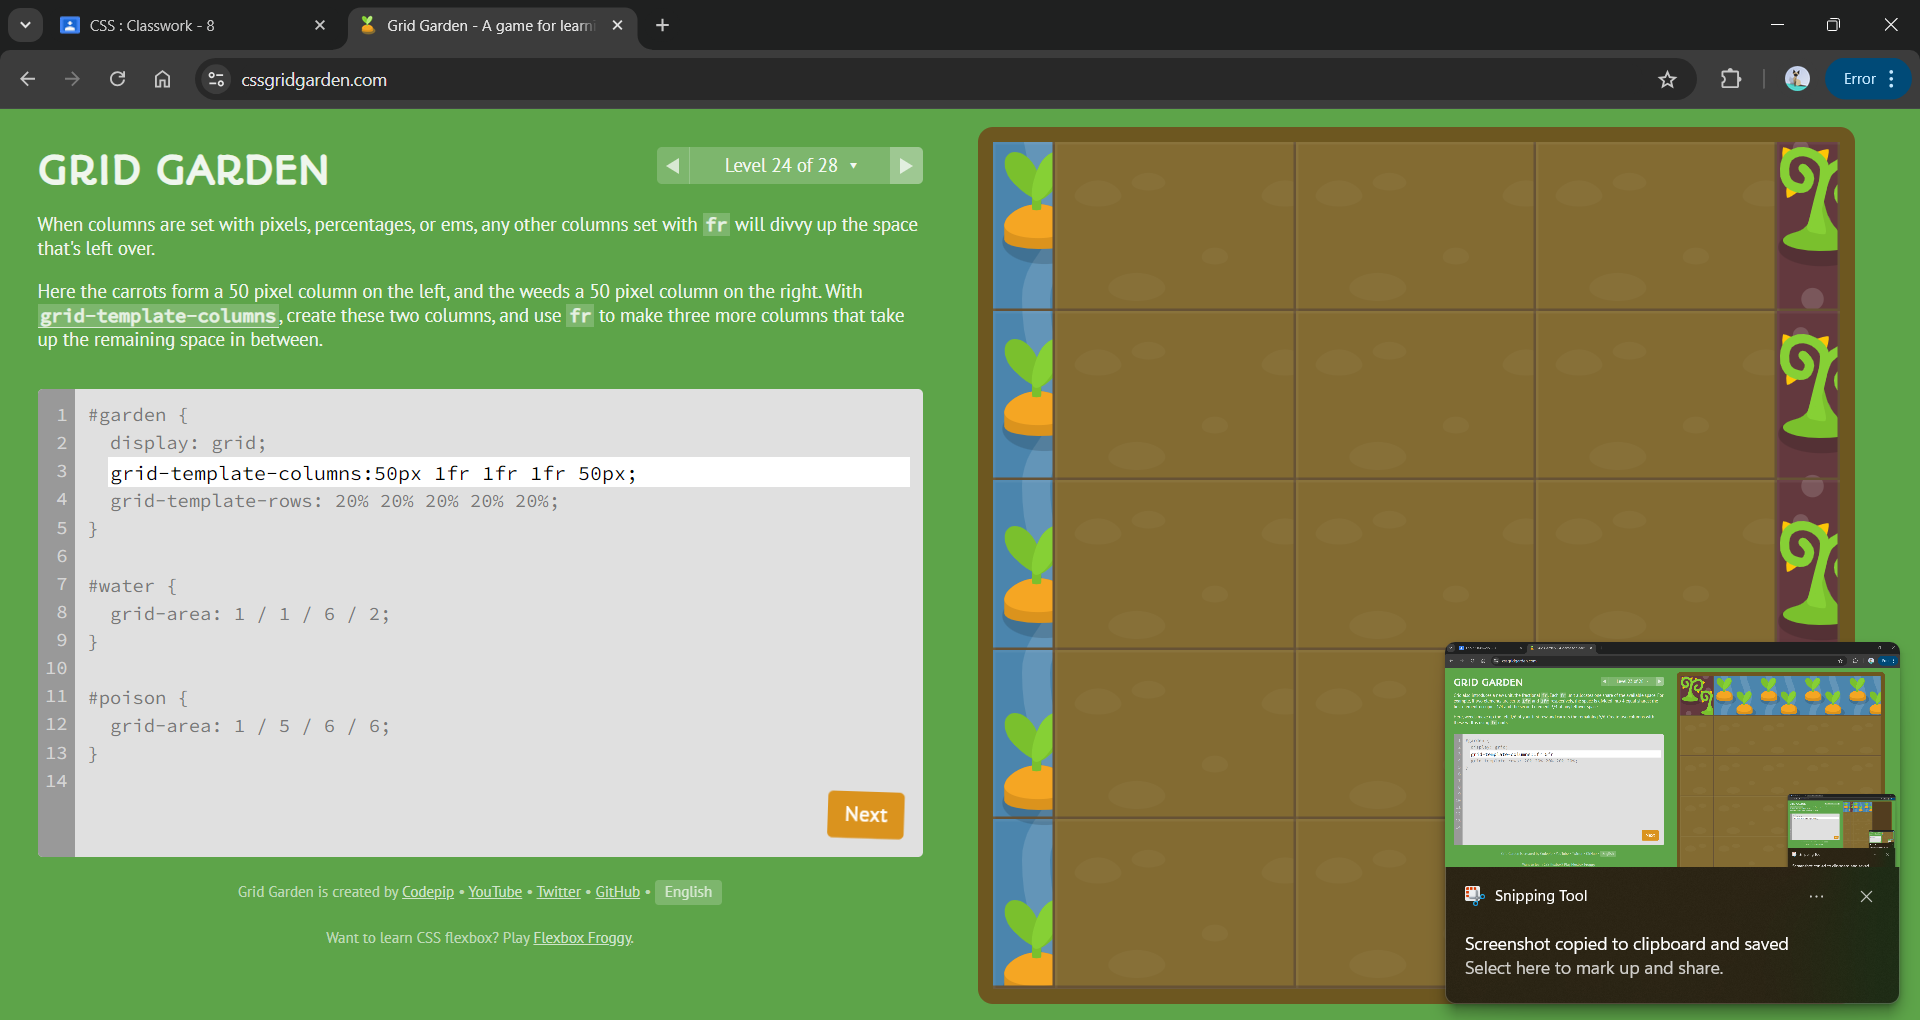 CSS : Classwork - 8
Grid Garden - A game for learni
cssgridgarden.com
Error
GRID GARDEN
Level 24 of 28
When columns are set with pixels, percentages, or ems, any other columns set with fr will divvy up the space
that's left over.
Here the carrots form a 50 pixel column on the left, and the weeds a 50 pixel column on the right. With
grid-template-columns, create these two columns, and use fr to make three more columns that take
up the remaining space in between.
1 #garden {
2 display: grid;
3 grid-template-columns:50px 1fr 1fr 1fr 50px;
4 grid-template-rows: 20% 20% 20% 20% 20%;
5 }
6
7 #water {
8 grid-area: 1 / 1 / 6 / 2;
9 }
10
11 #poison {
12 grid-area: 1 / 5 / 6 / 6;
13 }
14
Next
Grid Garden is created by Codepip • YouTube • Twitter • GitHub • English
Want to learn CSS flexbox? Play Flexbox Froggy.
GRID GARDEN
Snipping Tool
Screenshot copied to clipboard and saved
Select here to mark up and share.